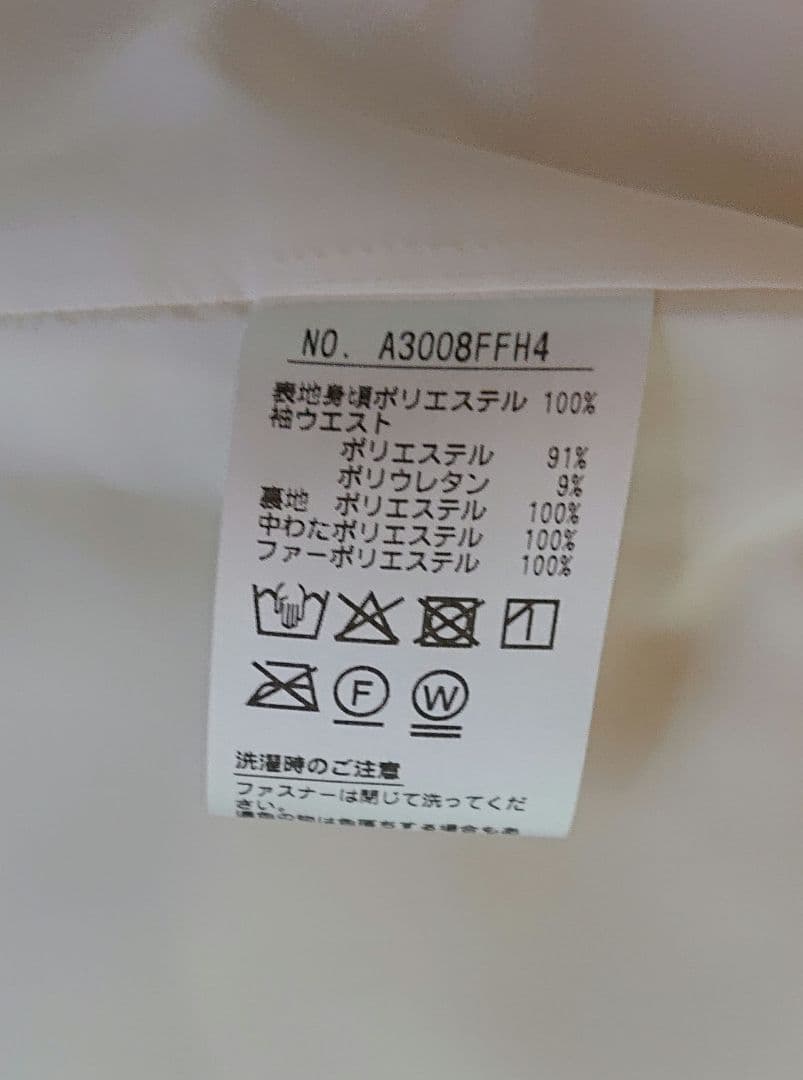 NO. A3008FFH4
表地身頃ポリエステル 100%
袖ウエスト
ポリエステル 91%
ポリウレタン 9%
裏地 ポリエステル 100%
中わたポリエステル 100%
ファーポリエステル 100%
F W
洗濯時のご注意
ファスナーは閉じて洗ってくだ
さい。